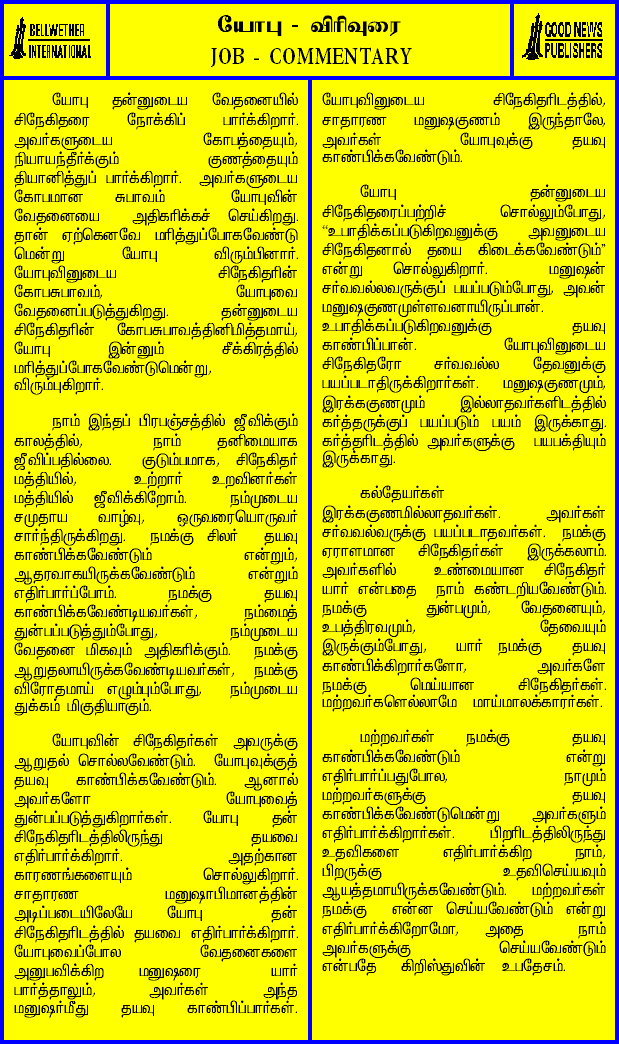 BELLWETHER
INTERNATIONAL
யோபு - விரிவுரை
JOB - COMMENTARY
GOOD NEWS
PUBLISHERS
யோபு தன்னுடைய வேதனையில்
சிநேகிதரை நோக்கிப் பார்க்கிறார்.
அவர்களுடைய கோபத்தையும்,
நியாயந்தீர்க்கும் குணத்தையும்
தியானித்துப் பார்க்கிறார். அவர்களுடைய
கோபமான சுபாவம் யோபுவின்
வேதனையை அதிகரிக்கச் செய்கிறது.
தான் ஏற்கெனவே மரித்துப்போகவேண்டு
மென்று யோபு விரும்பினார்.
யோபுவினுடைய சிநேகிதரின்
கோபசுபாவம், யோபுவை
வேதனைப்படுத்துகிறது. தன்னுடைய
சிநேகிதரின் கோபசுபாவத்தினிமித்தமாய்,
யோபு இன்னும் சீக்கிரத்தில்
மரித்துப்போகவேண்டுமென்று,
விரும்புகிறார்.
நாம் இந்தப் பிரபஞ்சத்தில் ஜீவிக்கும்
காலத்தில், நாம் தனிமையாக
ஜீவிப்பதில்லை. குடும்பமாக, சிநேகிதர்
மத்தியில், உற்றார் உறவினர்கள்
மத்தியில் ஜீவிக்கிறோம். நம்முடைய
சமுதாய வாழ்வு, ஒருவரையொருவர்
சார்ந்திருக்கிறது. நமக்கு சிலர் தயவு
காண்பிக்கவேண்டும் என்றும்,
ஆதரவாகயிருக்கவேண்டும் என்றும்
எதிர்பார்ப்போம். நமக்கு தயவு
காண்பிக்கவேண்டியவர்கள், நம்மைத்
துன்பப்படுத்தும்போது, நம்முடைய
வேதனை மிகவும் அதிகரிக்கும். நமக்கு
ஆறுதலாயிருக்கவேண்டியவர்கள், நமக்கு
விரோதமாய் எழும்பும்போது, நம்முடைய
துக்கம் மிகுதியாகும்.
யோபுவின் சிநேகிதர்கள் அவருக்கு
ஆறுதல் சொல்லவேண்டும். யோபுவுக்குத்
தயவு காண்பிக்கவேண்டும். ஆனால்
அவர்களோ யோபுவைத்
துன்பப்படுத்துகிறார்கள். யோபு தன்
சிநேகிதரிடத்திலிருந்து தயவை
எதிர்பார்க்கிறார். அதற்கான
காரணங்களையும் சொல்லுகிறார்.
சாதாரண மனுஷாபிமானத்தின்
அடிப்படையிலேயே யோபு தன்
சிநேகிதரிடத்தில் தயவை எதிர்பார்க்கிறார்.
யோபுவைப்போல வேதனைகளை
அனுபவிக்கிற மனுஷரை யார்
பார்த்தாலும், அவர்கள் அந்த
மனுஷர்மீது தயவு காண்பிப்பார்கள்.
யோபுவினுடைய சிநேகிதரிடத்தில்,
சாதாரண மனுஷகுணம் இருந்தாலே,
அவர்கள் யோபுவுக்கு தயவு
காண்பிக்கவேண்டும்.
யோபு தன்னுடைய
சிநேகிதரைப்பற்றிச் சொல்லும்போது,
“உபாதிக்கப்படுகிறவனுக்கு அவனுடைய
சிநேகிதனால் தயை கிடைக்கவேண்டும்”
என்று சொல்லுகிறார். மனுஷன்
சர்வவல்லவருக்குப் பயப்படும்போது, அவன்
மனுஷகுணமுள்ளவனாயிருப்பான்.
உபாதிக்கப்படுகிறவனுக்கு தயவு
காண்பிப்பான். யோபுவினுடைய
சிநேகிதரோ சர்வவல்ல தேவனுக்கு
பயப்படாதிருக்கிறார்கள். மனுஷகுணமும்,
இரக்ககுணமும் இல்லாதவர்களிடத்தில்
கர்த்தருக்குப் பயப்படும் பயம் இருக்காது.
கர்த்தரிடத்தில் அவர்களுக்கு பயபக்தியும்
இருக்காது.
கல்தேயர்கள்
இரக்ககுணமில்லாதவர்கள். அவர்கள்
சர்வவல்வருக்கு பயப்படாதவர்கள். நமக்கு
ஏராளமான சிநேகிதர்கள் இருக்கலாம்.
அவர்களில் உண்மையான சிநேகிதர்
யார் என்பதை நாம் கண்டறியவேண்டும்.
நமக்கு துன்பமும், வேதனையும்,
உபத்திரவமும், தேவையும்
இருக்கும்போது, யார் நமக்கு தயவு
காண்பிக்கிறார்களோ, அவர்களே
நமக்கு மெய்யான சிநேகிதர்கள்.
மற்றவர்களெல்லாமே மாய்மாலக்காரர்கள்.
மற்றவர்கள் நமக்கு தயவு
காண்பிக்கவேண்டும் என்று
எதிர்பார்ப்பதுபோல, நாமும்
மற்றவர்களுக்கு தயவு
காண்பிக்கவேண்டுமென்று அவர்களும்
எதிர்பார்க்கிறார்கள். பிறரிடத்திலிருந்து
உதவிகளை எதிர்பார்க்கிற நாம்,
பிறருக்கு உதவிசெய்யவும்
ஆயத்தமாயிருக்கவேண்டும். மற்றவர்கள்
நமக்கு என்ன செய்யவேண்டும் என்று
எதிர்பார்க்கிறோமோ, அதை நாம்
அவர்களுக்கு செய்யவேண்டும்
என்பதே கிறிஸ்துவின் உபதேசம்.